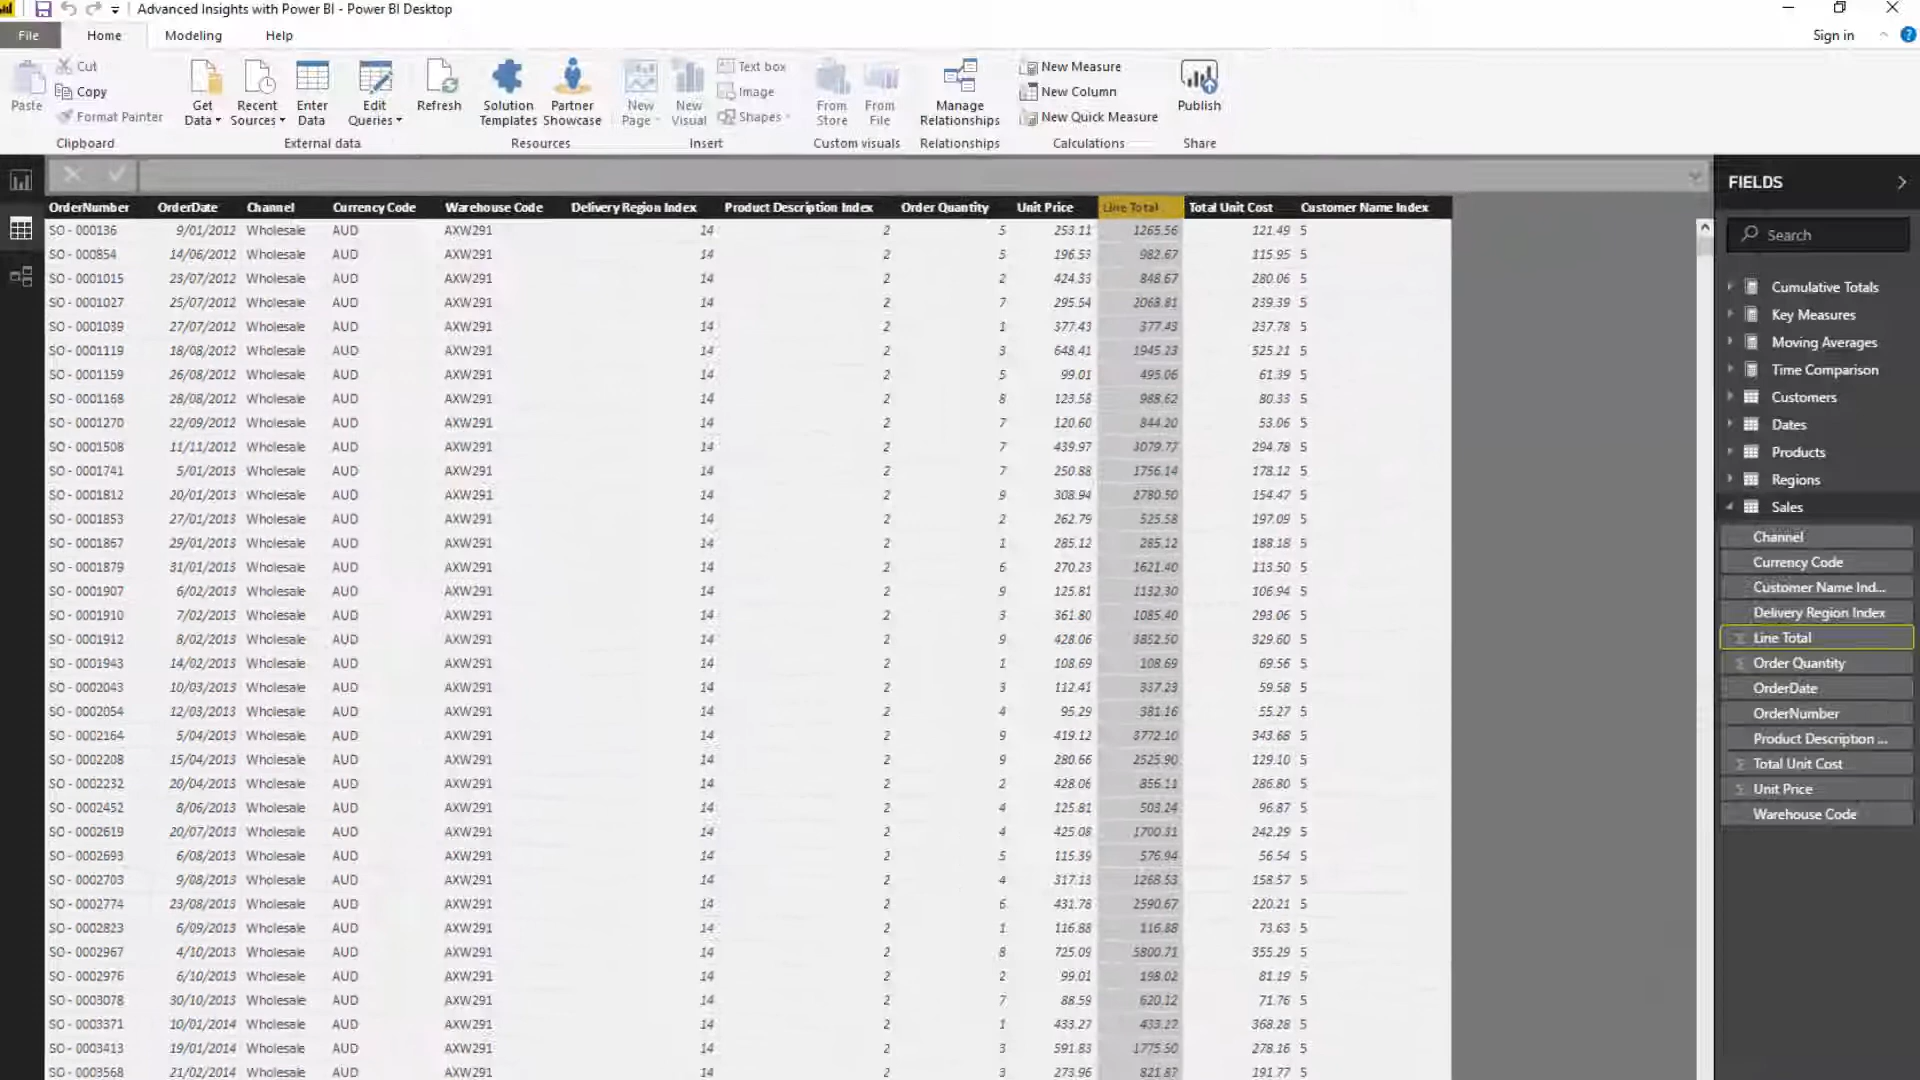 Advanced Insights with Power BI - Power BI Desktop
File Home Modeling Help Sign in
Paste Cut Copy Format Painter
Get Data Recent Sources Enter Data Edit Queries Refresh Solution Templates Partner Showcase New Page New Visual Text box Image Shapes From Store From File Manage Relationships New Measure New Column New Quick Measure Publish
Clipboard External data Resources Insert Custom visuals Relationships Calculations Share
OrderNumber OrderDate Channel Currency Code Warehouse Code Delivery Region Index Product Description Index Order Quantity Unit Price Line Total Total Unit Cost Customer Name Index
SO - 000136 9/01/2012 Wholesale AUD AXW291 14 2 5 253.11 1265.56 121.49 5
SO - 000854 14/06/2012 Wholesale AUD AXW291 14 2 5 196.53 982.67 115.95 5
SO - 0001015 23/07/2012 Wholesale AUD AXW291 14 2 2 424.33 848.67 280.06 5
SO - 0001027 25/07/2012 Wholesale AUD AXW291 14 2 7 295.54 2068.81 239.39 5
SO - 0001039 27/07/2012 Wholesale AUD AXW291 14 2 1 377.43 377.43 237.78 5
SO - 0001119 18/08/2012 Wholesale AUD AXW291 14 2 3 648.41 1945.23 525.21 5
SO - 0001159 26/08/2012 Wholesale AUD AXW291 14 2 5 99.01 495.06 61.39 5
SO - 0001168 28/08/2012 Wholesale AUD AXW291 14 2 8 123.58 988.62 80.33 5
SO - 0001270 22/09/2012 Wholesale AUD AXW291 14 2 7 120.60 844.20 53.06 5
SO - 0001508 11/11/2012 Wholesale AUD AXW291 14 2 7 439.97 3079.77 294.78 5
SO - 0001741 5/01/2013 Wholesale AUD AXW291 14 2 7 250.88 1756.14 178.12 5
SO - 0001812 20/01/2013 Wholesale AUD AXW291 14 2 9 308.94 2780.50 154.47 5
SO - 0001853 27/01/2013 Wholesale AUD AXW291 14 2 2 262.79 525.58 197.09 5
SO - 0001867 29/01/2013 Wholesale AUD AXW291 14 2 1 285.12 285.12 188.18 5
SO - 0001879 31/01/2013 Wholesale AUD AXW291 14 2 6 270.23 1621.40 113.50 5
SO - 0001907 6/02/2013 Wholesale AUD AXW291 14 2 9 125.81 1132.30 106.94 5
SO - 0001910 7/02/2013 Wholesale AUD AXW291 14 2 3 361.80 1085.40 293.06 5
SO - 0001912 8/02/2013 Wholesale AUD AXW291 14 2 9 428.06 3852.50 329.60 5
SO - 0001943 14/02/2013 Wholesale AUD AXW291 14 2 1 108.69 108.69 69.56 5
SO - 0002043 10/03/2013 Wholesale AUD AXW291 14 2 3 112.41 337.23 59.58 5
SO - 0002054 12/03/2013 Wholesale AUD AXW291 14 2 4 95.29 381.16 55.27 5
SO - 0002164 5/04/2013 Wholesale AUD AXW291 14 2 9 419.12 3772.10 343.68 5
SO - 0002208 15/04/2013 Wholesale AUD AXW291 14 2 9 280.66 2525.90 129.10 5
SO - 0002232 20/04/2013 Wholesale AUD AXW291 14 2 2 428.06 856.11 286.80 5
SO - 0002452 8/06/2013 Wholesale AUD AXW291 14 2 4 125.81 503.24 96.87 5
SO - 0002619 20/07/2013 Wholesale AUD AXW291 14 2 4 425.08 1700.31 242.29 5
SO - 0002693 6/08/2013 Wholesale AUD AXW291 14 2 5 115.39 576.94 56.54 5
SO - 0002703 9/08/2013 Wholesale AUD AXW291 14 2 4 317.13 1268.53 158.57 5
SO - 0002774 23/08/2013 Wholesale AUD AXW291 14 2 6 431.78 2590.67 220.21 5
SO - 0002823 6/09/2013 Wholesale AUD AXW291 14 2 1 116.88 116.88 73.63 5
SO - 0002967 4/10/2013 Wholesale AUD AXW291 14 2 8 725.09 5800.71 355.29 5
SO - 0002976 6/10/2013 Wholesale AUD AXW291 14 2 2 99.01 198.02 81.19 5
SO - 0003078 30/10/2013 Wholesale AUD AXW291 14 2 7 88.59 620.12 71.76 5
SO - 0003371 10/01/2014 Wholesale AUD AXW291 14 2 1 433.27 433.27 368.28 5
SO - 0003413 19/01/2014 Wholesale AUD AXW291 14 2 3 591.83 1775.50 278.16 5
SO - 0003568 21/02/2014 Wholesale AUD AXW291 14 2 3 273.96 821.87 191.77 5
FIELDS
Search
Cumulative Totals
Key Measures
Moving Averages
Time Comparison
Customers
Dates
Products
Regions
Sales
Channel
Currency Code
Customer Name Ind...
Delivery Region Index
Line Total
Order Quantity
OrderDate
OrderNumber
Product Description ...
Total Unit Cost
Unit Price
Warehouse Code